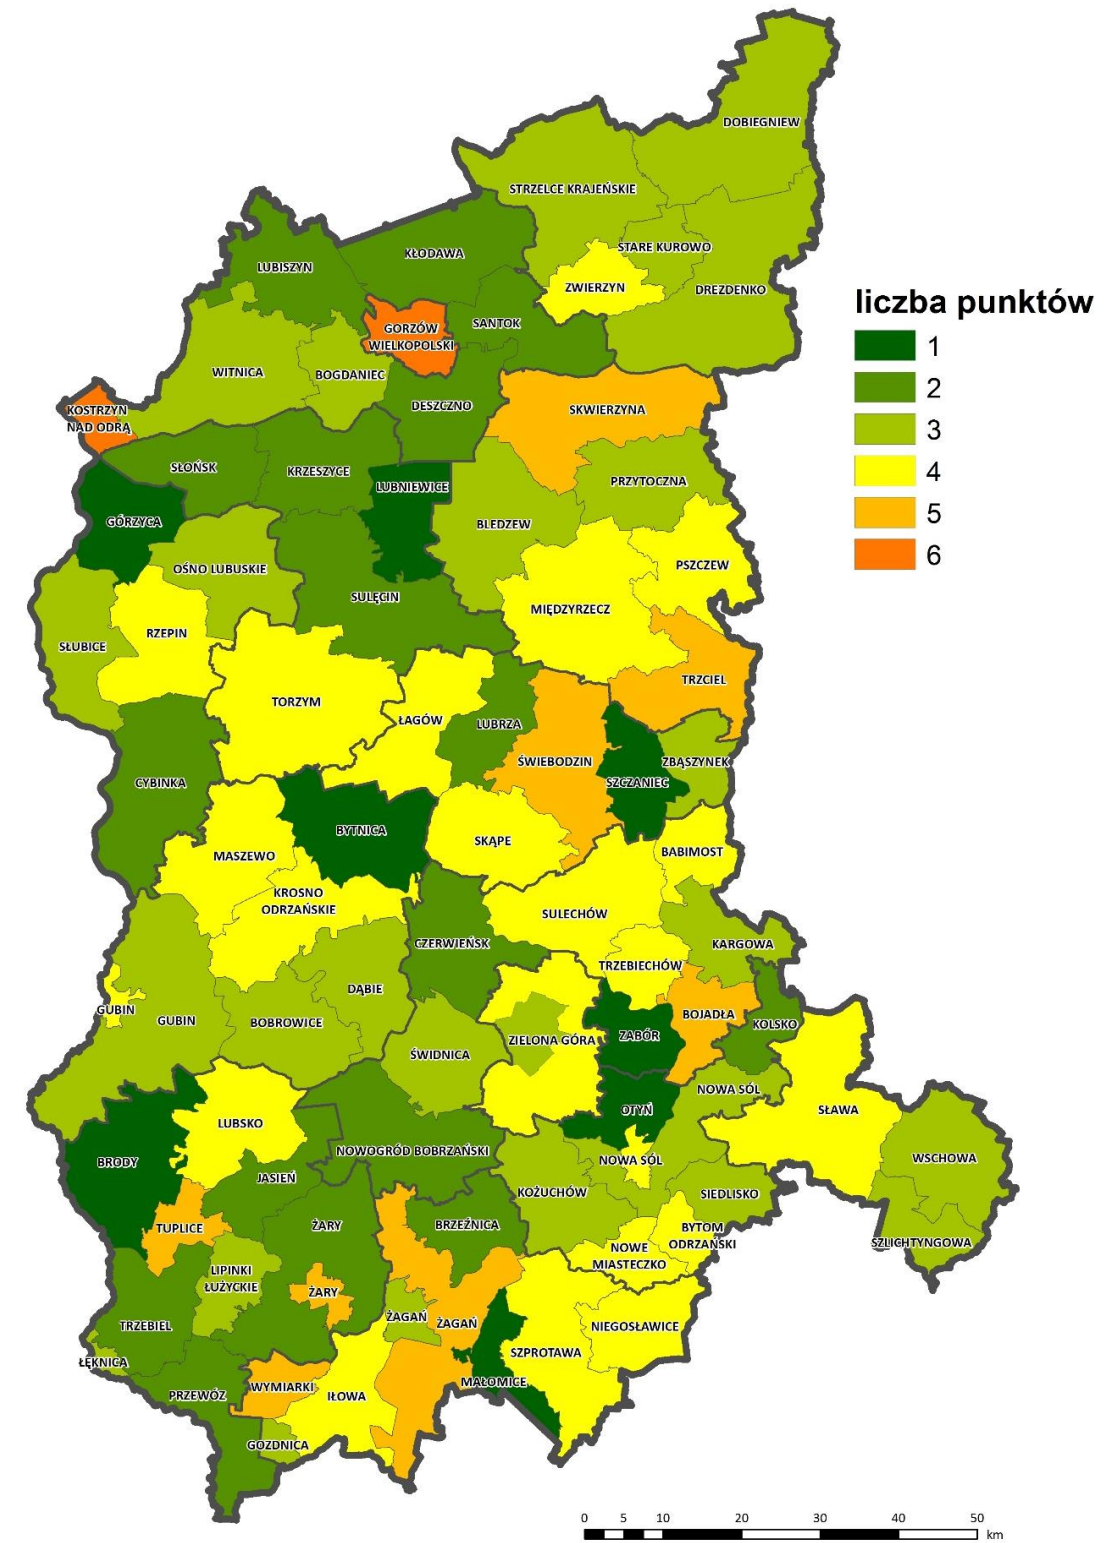 DOBIEGNIEW
STRZELCE KRAJEŃSKIE
STARE KUROWO
KŁODAWA
LUBISZYN
ZWIERZYN
DREZDENKO
liczba punktów
1
2
3
4
5
6
SANTOK
GORZÓW
WIELKOPOLSKI
WITNICA
BOGDANIEC
KOSTRZYN
NAD ODRĄ
DESZCZNO
SKWIERZYNA
SŁOŃSK
KRZESZYCE
LUBNIEWICE
PRZYTOCZNA
GÓRZYCA
BLEDZEW
OŚNO LUBUSKIE
PSZCZEW
SULĘCIN
MIĘDZYRZECZ
RZEPIN
SŁUBICE
TRZCIEL
TORZYM
ŁAGÓW
LUBRZA
ŚWIEBODZIN
ZBĄSZYNEK
CYBINKA
SZCZANIEC
BYTNICA
SKĄPE
BABIMOST
MASZEWO
KROSNO
ODRZAŃSKIE
SULECHÓW
CZERWIEŃSK
KARGOWA
TRZEBIECHÓW
DĄBIE
GUBIN
GUBIN
BOBROWICE
BOJADŁA
KOLSKO
ZIELONA GÓRA
ZABÓR
ŚWIDNICA
NOWA SÓL
OTYŃ
SŁAWA
LUBSKO
NOWOGRÓD BOBRZAŃSKI
NOWA SÓL
WSCHOWA
BRODY
JASIEŃ
KOŻUCHÓW
SIEDLISKO
TUPLICE
ŻARY
BRZEŹNICA
BYTOM
ODRZAŃSKI
SZLICHTYNGOWA
NOWE
MIASTECZKO
LIPINKI
ŁUŻYCKIE
ŻARY
ŻAGAŃ
ŻAGAŃ
TRZEBIEL
NIEGOSŁAWICE
SZPROTAWA
ŁĘKNICA
MAŁOMICE
WYMIARKI
IŁOWA
PRZEWÓZ
GOZDNICA
0 5 10 20 30 40 50
km